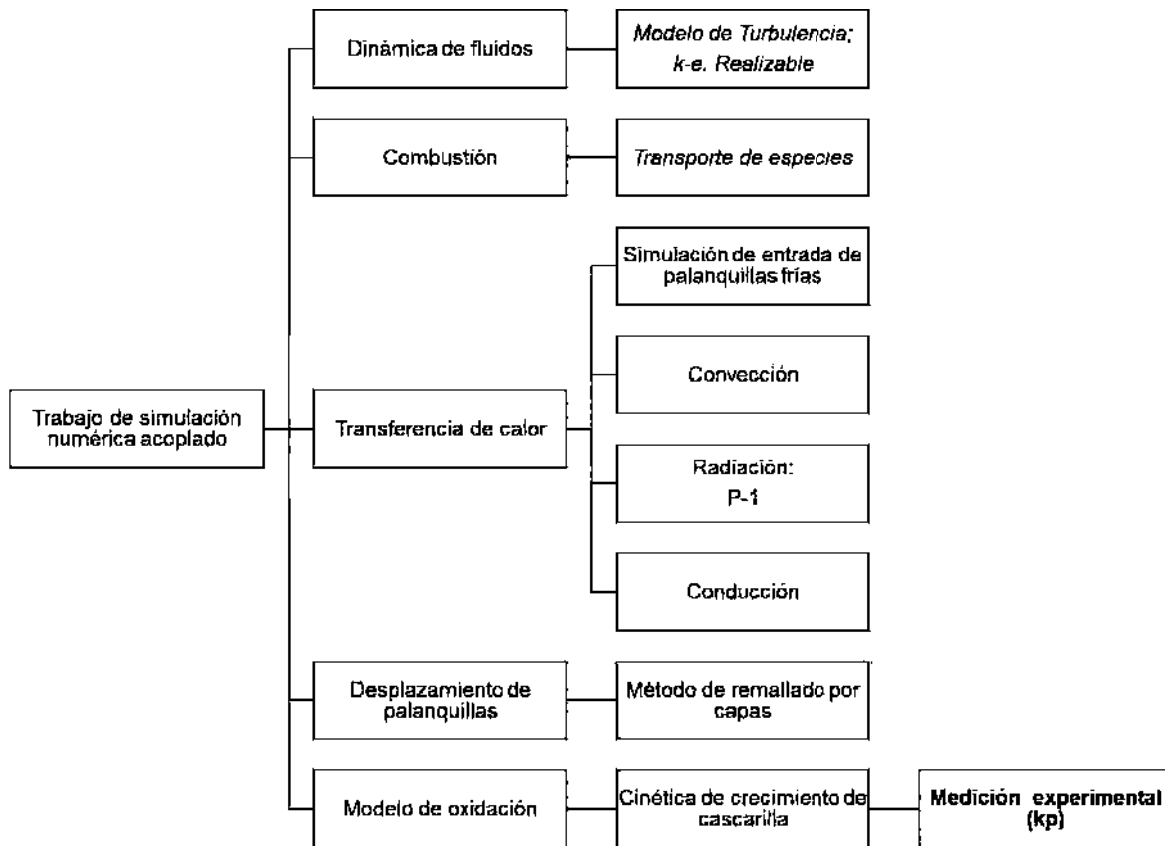 Dinámica de fluidos
Modelo de Turbulencia;
k-e. Realizable
Combustión
Transporte de especies
Simulación de entrada de
palanquillas frías
Convección
Trabajo de simulación
numérica acoplado
Transferencia de calor
Radiación:
P-1
Conducción
Desplazamiento de
palanquillas
Método de remallado por
capas
Modelo de oxidación
Cinética de crecimiento de
cascarilla
Medición experimental
(kp)